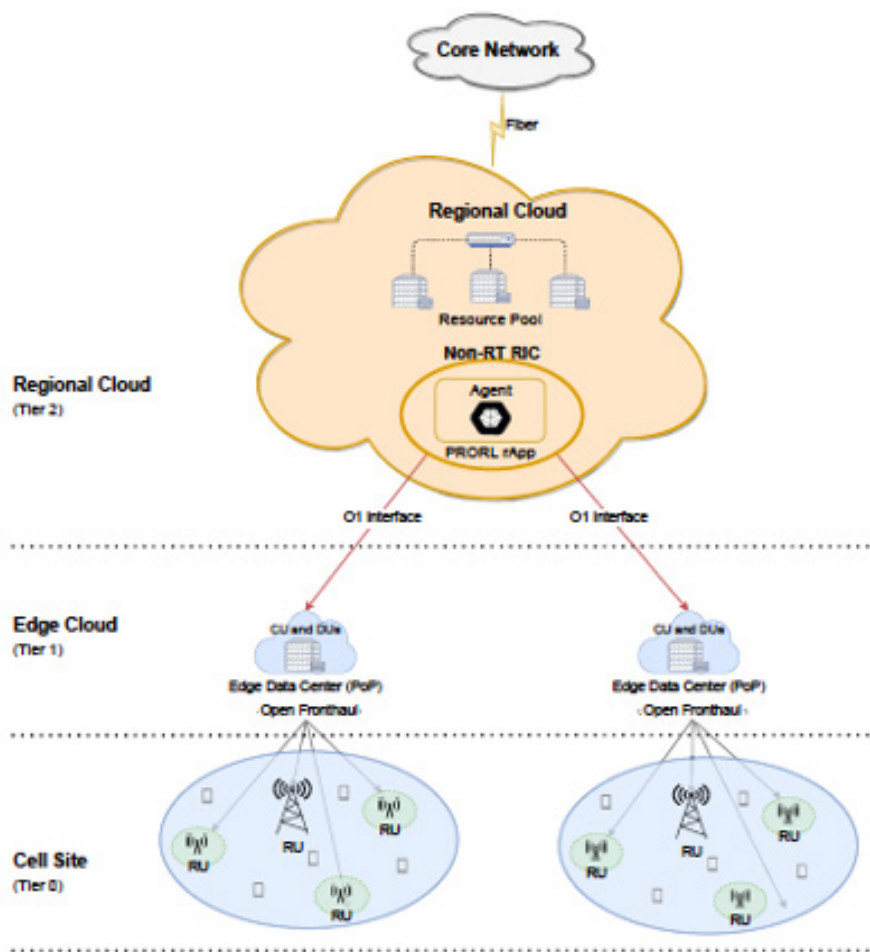 Core Network
Fiber
Regional Cloud
Resource Pool
Non-RT RIC
Regional Cloud
(Tier 2)
Agent
PRORL rApp
O1 Interface
O1 Interface
Edge Cloud
(Tier 1)
CU and DUs
CU and DUs
Edge Data Center (PoP)
Edge Data Center (PoP)
Open Fronthaul
Open Fronthaul
RU
RU
RU
RU
RU
RU
RU
RU
Cell Site
(Tier 0)